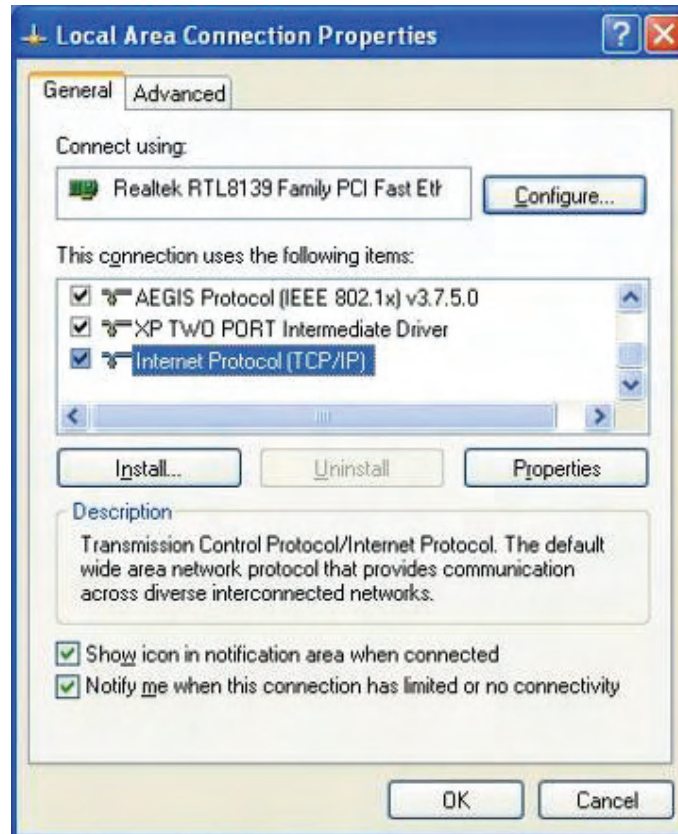 Local Area Connection Properties
General Advanced
Connect using:
Realtek RTL8139 Family PCI Fast Eth
Configure...
This connection uses the following items:
AEGIS Protocol (IEEE 802.1x) v3.7.5.0
XP TWO PORT Intermediate Driver
Internet Protocol (TCP/IP)
Install... Uninstall Properties
Description
Transmission Control Protocol/Internet Protocol. The default
wide area network protocol that provides communication
across diverse interconnected networks.
Show icon in notification area when connected
Notify me when this connection has limited or no connectivity
OK Cancel